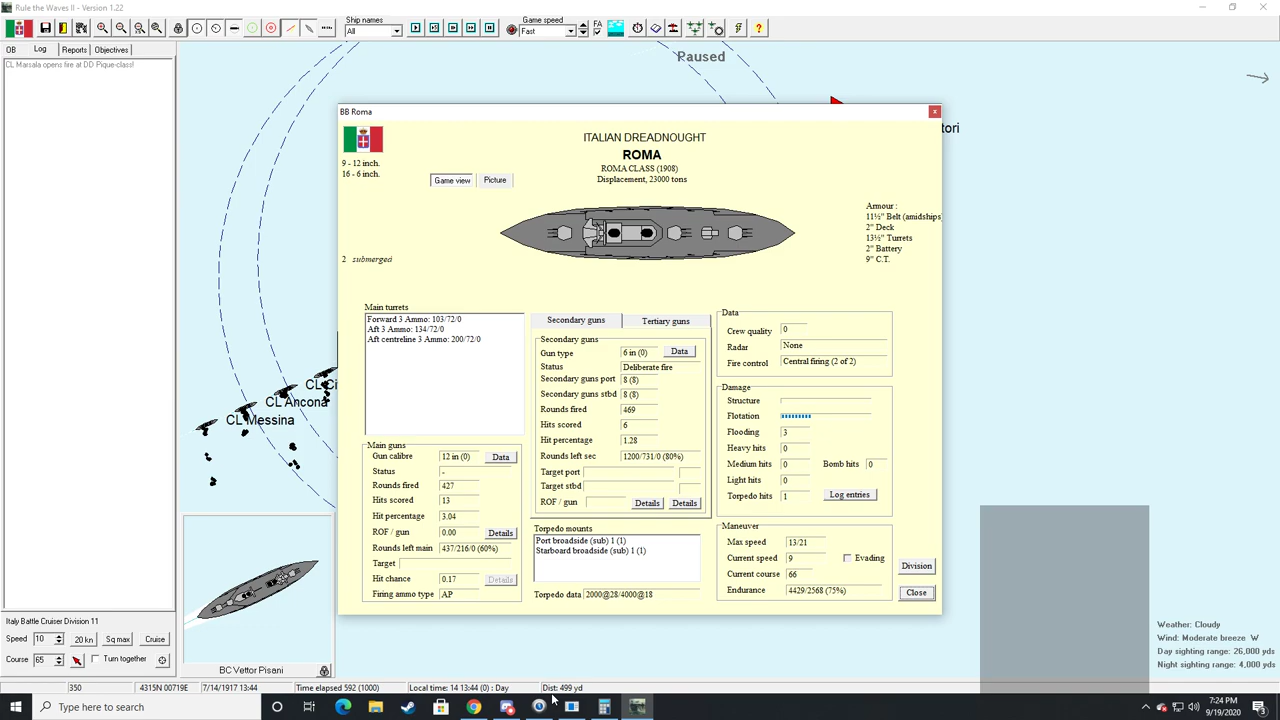 Rule the Waves II - Version 1.22
Ship names
All
Game speed
Fast
FA
OB
Log
Reports
Objectives
CL Marsala opens fire at DD Pique-class!
Paused
tori
CL Ci
CL Ancona
CL Messina
BB Roma
ITALIAN DREADNOUGHT
ROMA
ROMA CLASS (1908)
Displacement, 23000 tons
9 - 12 inch.
16 - 6 inch.
Game view
Picture
2 submerged
Armour :
11½" Belt (amidships)
2" Deck
13½" Turrets
2" Battery
9" C.T.
Main turrets
Forward 3 Ammo: 103/72/0
Aft 3 Ammo: 134/72/0
Aft centreline 3 Ammo: 200/72/0
Main guns
Gun calibre 12 in (0) Data
Status -
Rounds fired 427
Hits scored 13
Hit percentage 3.04
ROF / gun 0.00 Details
Rounds left main 437/216/0 (60%)
Target
Hit chance 0.17 Details
Firing ammo type AP
Secondary guns
Tertiary guns
Secondary guns
Gun type 6 in (0) Data
Status Deliberate fire
Secondary guns port 8 (8)
Secondary guns stbd 8 (8)
Rounds fired 469
Hits scored 6
Hit percentage 1.28
Rounds left sec 1200/731/0 (80%)
Target port
Target stbd
ROF / gun Details Details
Torpedo mounts
Port broadside (sub) 1 (1)
Starboard broadside (sub) 1 (1)
Torpedo data 2000@28/4000@18
Data
Crew quality 0
Radar None
Fire control Central firing (2 of 2)
Damage
Structure
Flotation
Flooding 3
Heavy hits 0
Medium hits 0 Bomb hits 0
Light hits 0
Torpedo hits 1 Log entries
Maneuver
Max speed 13/21
Current speed 9 Evading
Current course 66
Endurance 4429/2568 (75%)
Division
Close
Italy Battle Cruiser Division 11
Speed 10 20 kn Sq max Cruise
Course 65 Turn together
BC Vettor Pisani
Weather: Cloudy
Wind: Moderate breeze W
Day sighting range: 26,000 yds
Night sighting range: 4,000 yds
350 4315N 00719E 7/14/1917 13:44 Time elapsed 592 (1000) Local time: 14 13:44 (0) : Day Dist: 499 yd
Type here to search
7:24 PM
9/19/2020
3